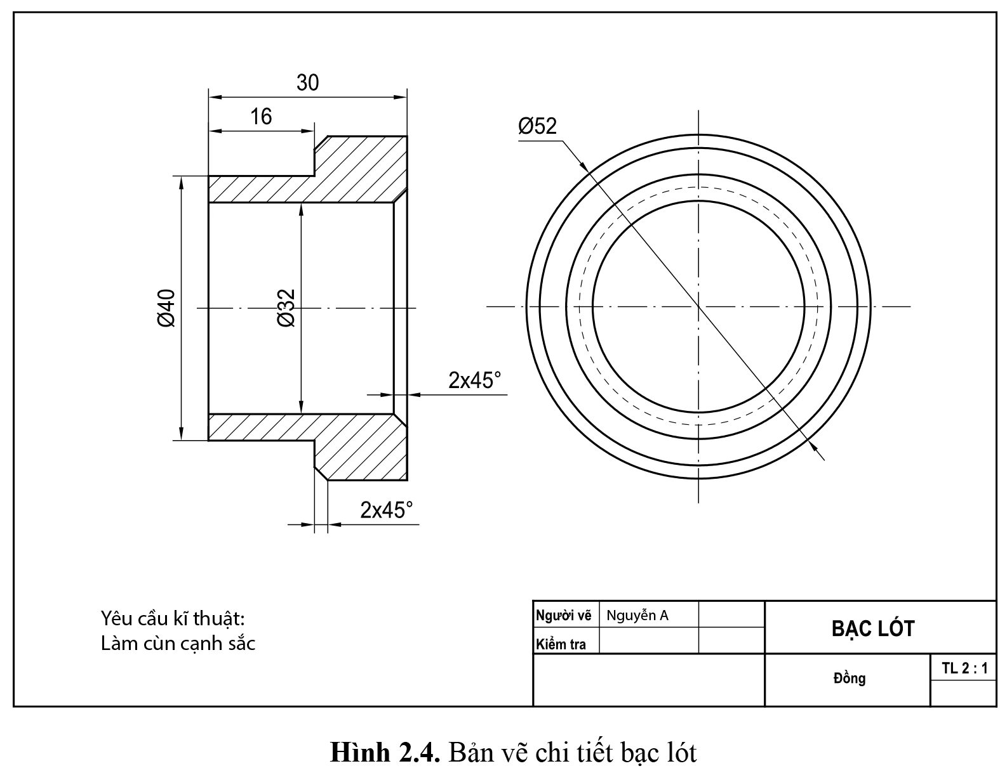 30
16
Ø52
Ø40
Ø32
2x45°
2x45°
Yêu cầu kĩ thuật:
Làm cùn cạnh sắc
Người vẽ Nguyễn A
Kiểm tra
BẠC LÓT
Đồng
TL 2 : 1
Hình 2.4. Bản vẽ chi tiết bạc lót